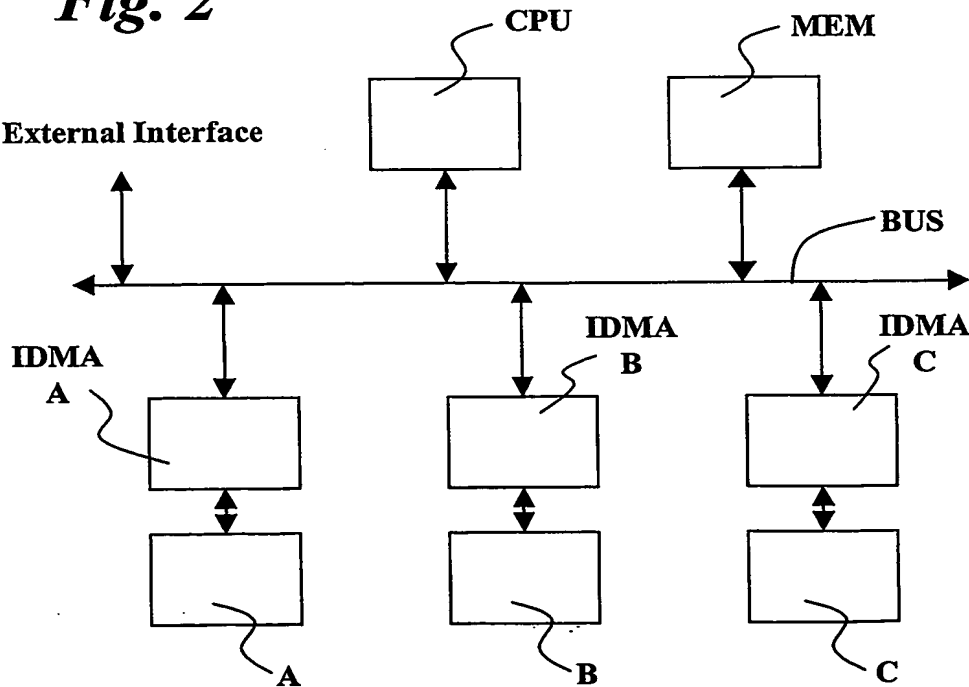 Fig. 2
CPU
MEM
External Interface
BUS
IDMA
A
IDMA
B
IDMA
C
A
B
C